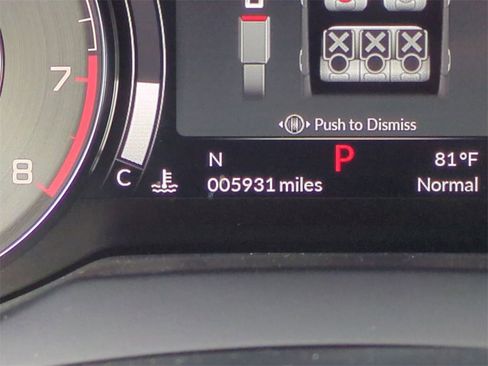 7
Push to Dismiss
8
C
N P 81°F
005931 miles Normal